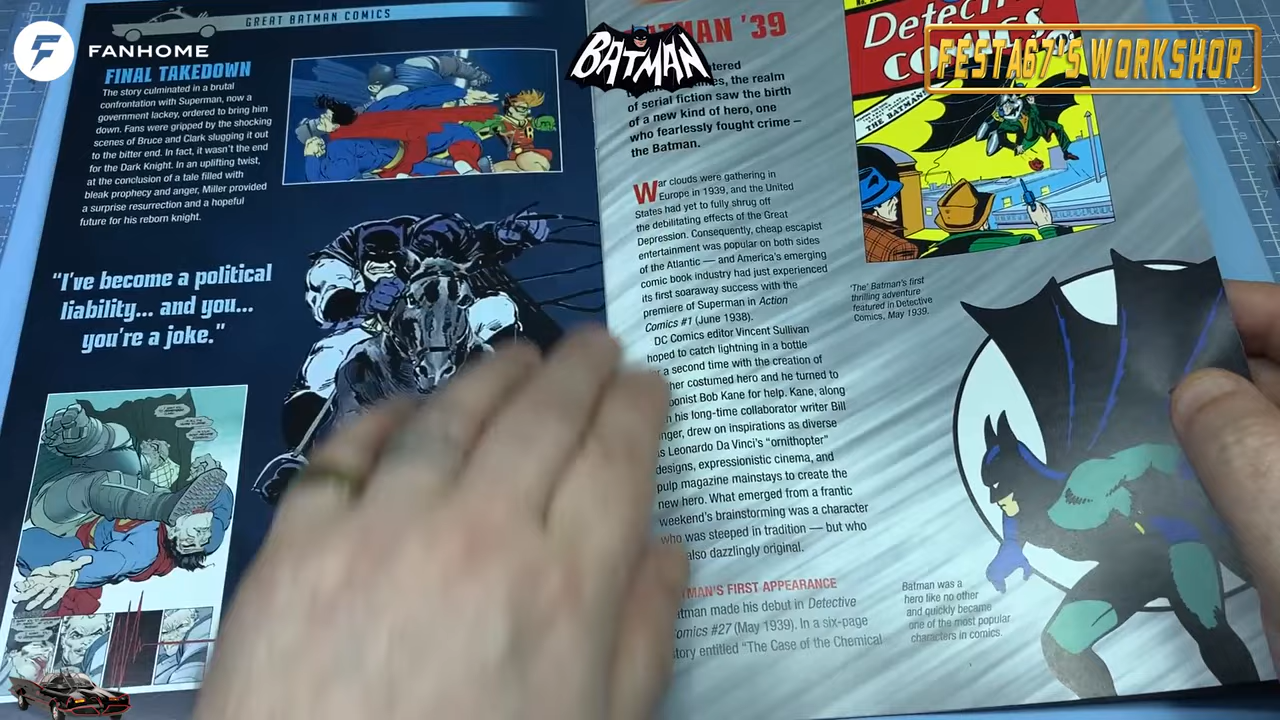 FANHOME
GREAT BATMAN COMICS
FINAL TAKEDOWN
The story culminated in a brutal
confrontation with Superman, now a
government lackey, ordered to bring him
down. Fans were gripped by the shocking
scenes of Bruce and Clark slugging it out
to the bitter end. In fact, it wasn't the end
for the Dark Knight. In an uplifting twist,
at the conclusion of a tale filled with
bleak prophecy and anger, Miller provided
a surprise resurrection and a hopeful
future for his reborn knight.
"I've become a political
liability... and you...
you're a joke."
BATMAN
BATMAN '39
the realm
of serial fiction saw the birth
of a new kind of hero, one
who fearlessly fought crime –
the Batman.
War clouds were gathering in
Europe in 1939, and the United
States had yet to fully shrug off
the debilitating effects of the Great
Depression. Consequently, cheap escapist
entertainment was popular on both sides
of the Atlantic — and America's emerging
comic book industry had just experienced
its first soaraway success with the
premiere of Superman in Action
Comics #1 (June 1938).
DC Comics editor Vincent Sullivan
hoped to catch lightning in a bottle
a second time with the creation of
her costumed hero and he turned to
Bob Kane for help. Kane, along
his long-time collaborator writer Bill
drew on inspirations as diverse
as Leonardo Da Vinci's "ornithopter"
designs, expressionistic cinema, and
pulp magazine mainstays to create the
new hero. What emerged from a frantic
weekend's brainstorming was a character
who was steeped in tradition — but who
also dazzlingly original.
BATMAN'S FIRST APPEARANCE
Batman made his debut in Detective
Comics #27 (May 1939). In a six-page
story entitled "The Case of the Chemical
Detective
COMICS
THE BATMAN
FESTA67'S WORKSHOP
'The' Batman's first
thrilling adventure
featured in Detective
Comics, May 1939.
Batman was a
hero like no other
and quickly became
one of the most popular
characters in comics.